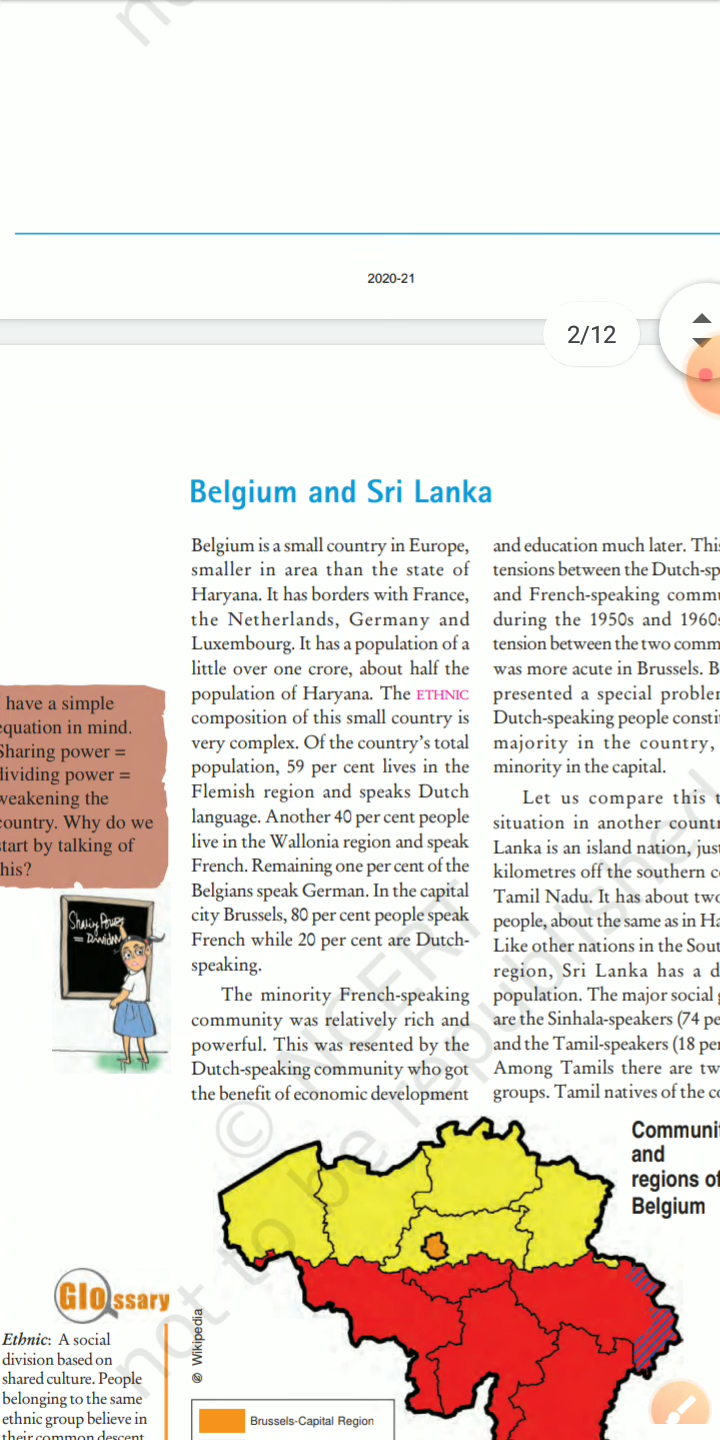 no
2020-21
2/12
Belgium and Sri Lanka
Belgium is a small country in Europe,
smaller in area than the state of
Haryana. It has borders with France,
the Netherlands, Germany and
Luxembourg. It has a population of a
little over one crore, about half the
population of Haryana. The ETHNIC
composition of this small country is
very complex. Of the country's total
population, 59 per cent lives in the
Flemish region and speaks Dutch
language. Another 40 per cent people
live in the Wallonia region and speak
French. Remaining one per cent of the
Belgians speak German. In the capital
city Brussels, 80 per cent people speak
French while 20 per cent are Dutch-
speaking.
The minority French-speaking
community was relatively rich and
powerful. This was resented by the
Dutch-speaking community who got
the benefit of economic development
and education much later. This
tensions between the Dutch-sp
and French-speaking commu
during the 1950s and 1960s
tension between the two comm
was more acute in Brussels. B
presented a special problem
Dutch-speaking people constit
majority in the country,
minority in the capital.
Let us compare this t
situation in another countr
Lanka is an island nation, just
kilometres off the southern c
Tamil Nadu. It has about two
people, about the same as in Ha
Like other nations in the Sout
region, Sri Lanka has a d
population. The major social g
are the Sinhala-speakers (74 pe
and the Tamil-speakers (18 per
Among Tamils there are tw
groups. Tamil natives of the co
have a simple
equation in mind.
Sharing power =
dividing power =
weakening the
country. Why do we
start by talking of
his?
Sharing Power
= Dividin
© NCERT
not to be republished
Communit
and
regions of
Belgium
© Wikipedia
Brussels-Capital Region
Glossary
Ethnic: A social
division based on
shared culture. People
belonging to the same
ethnic group believe in
their common descent